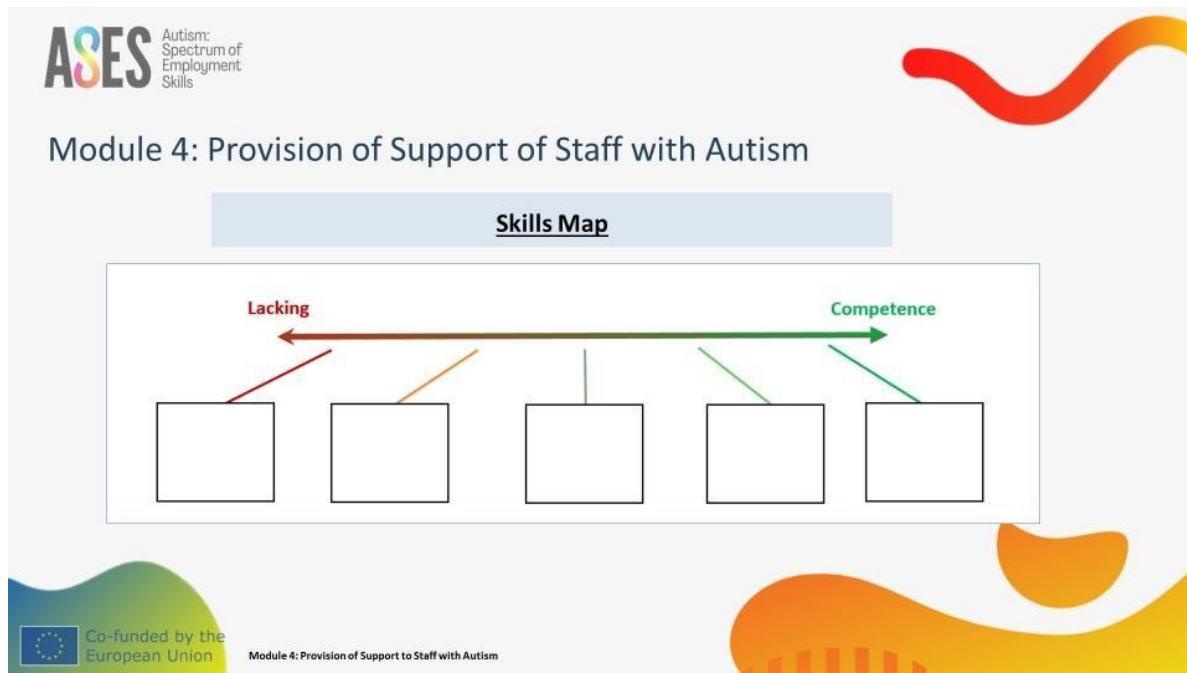 ASES
Autism:
Spectrum of
Employment
Skills
Module 4: Provision of Support of Staff with Autism
Skills Map
Lacking
Competence
Co-funded by the
European Union
Module 4: Provision of Support to Staff with Autism